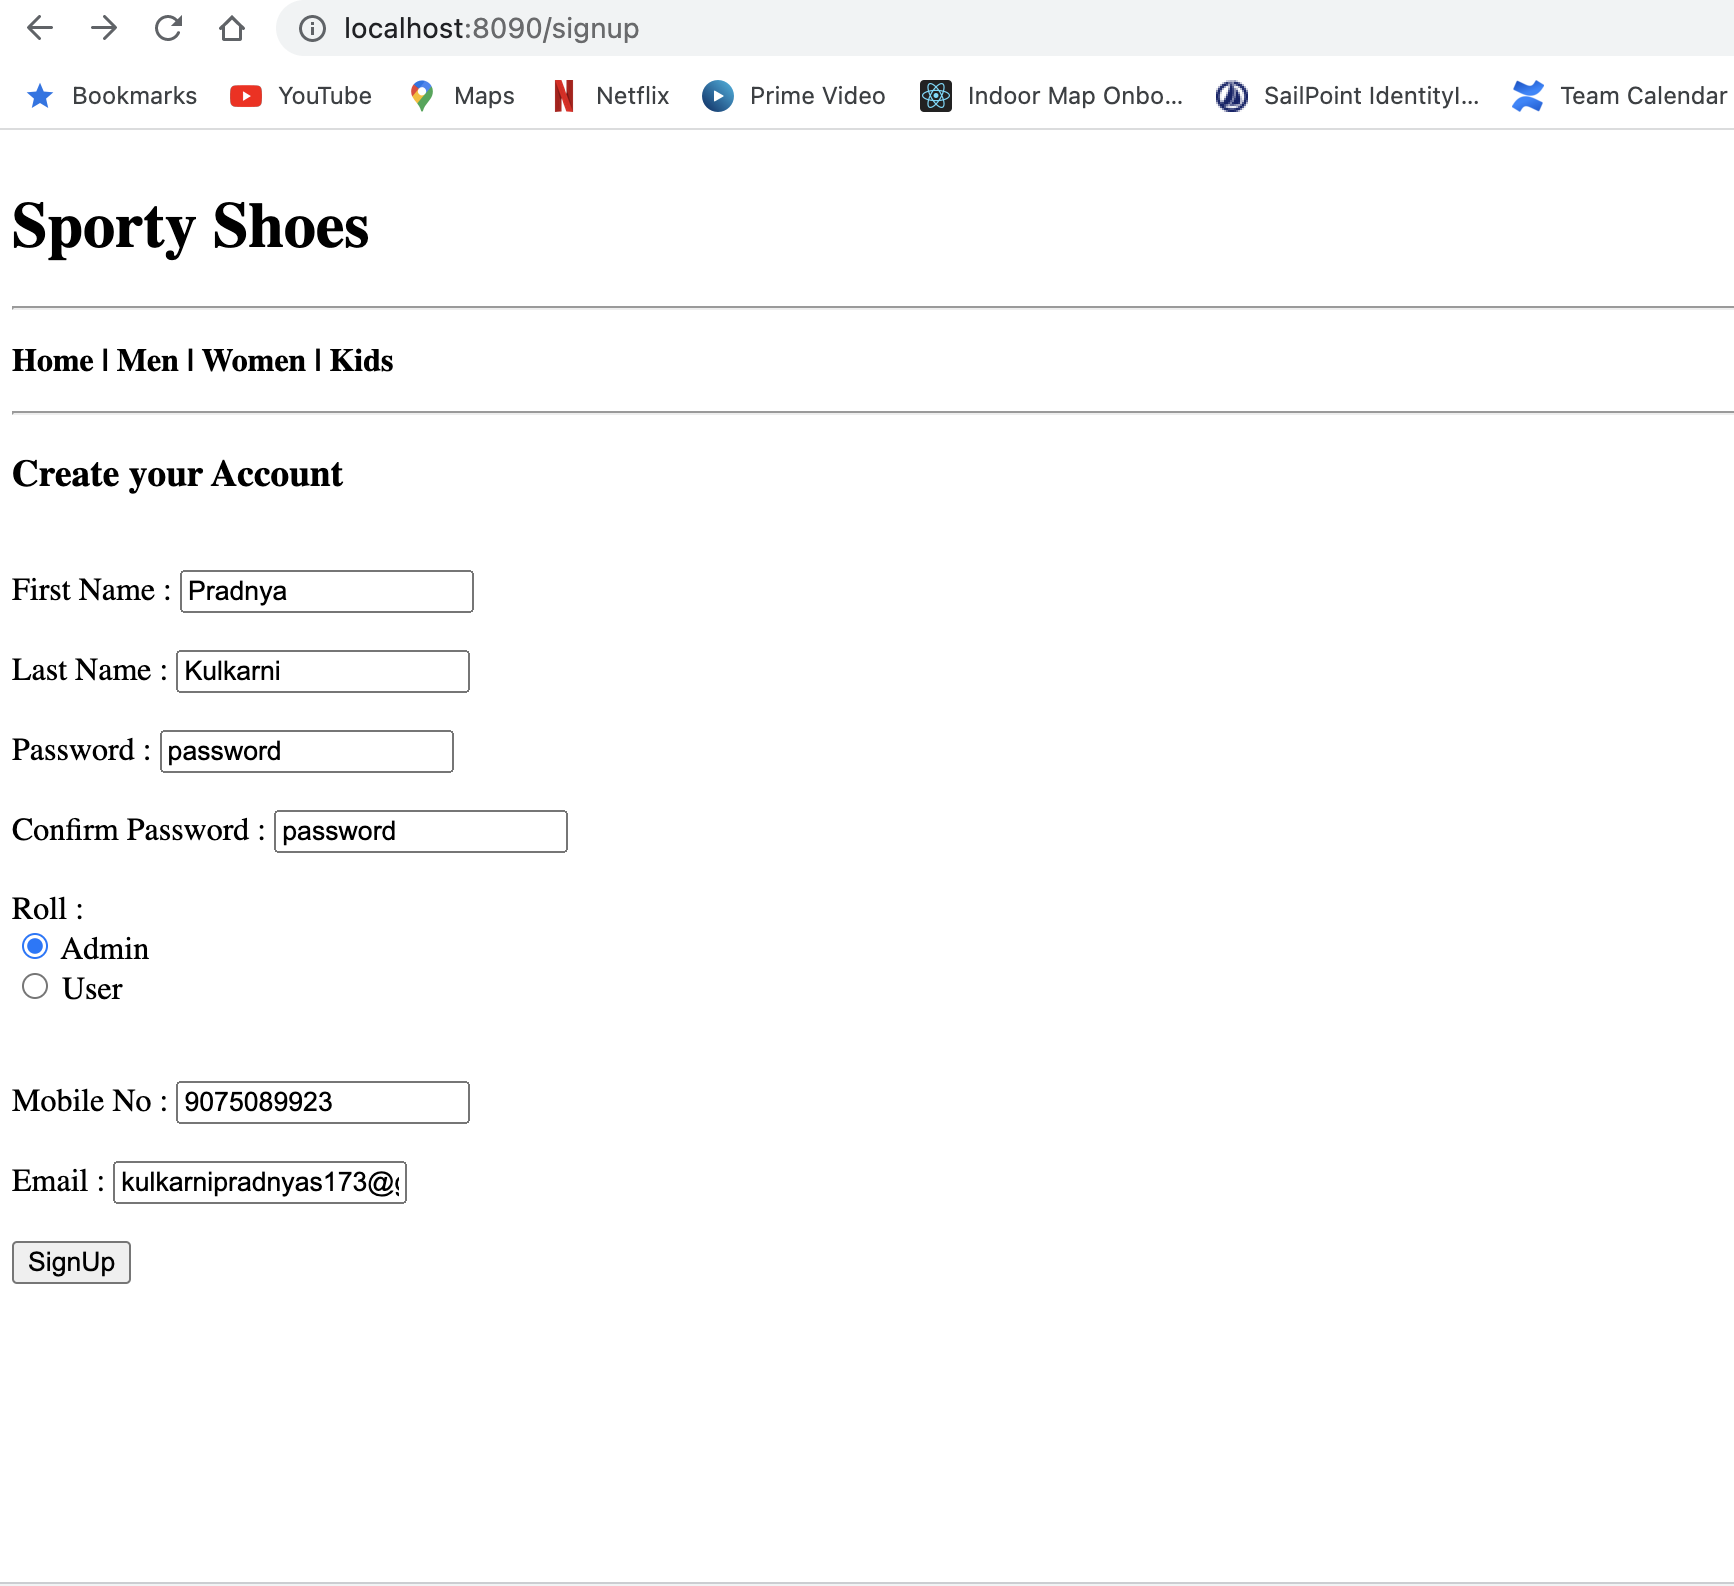 localhost:8090/signup
Bookmarks YouTube Maps Netflix Prime Video Indoor Map Onbo... SailPoint IdentityI... Team Calendar
Sporty Shoes
Home | Men | Women | Kids
Create your Account
First Name : Pradnya
Last Name : Kulkarni
Password : password
Confirm Password : password
Roll :
Admin
User
Mobile No : 9075089923
Email : kulkarnipradnyas173@
SignUp